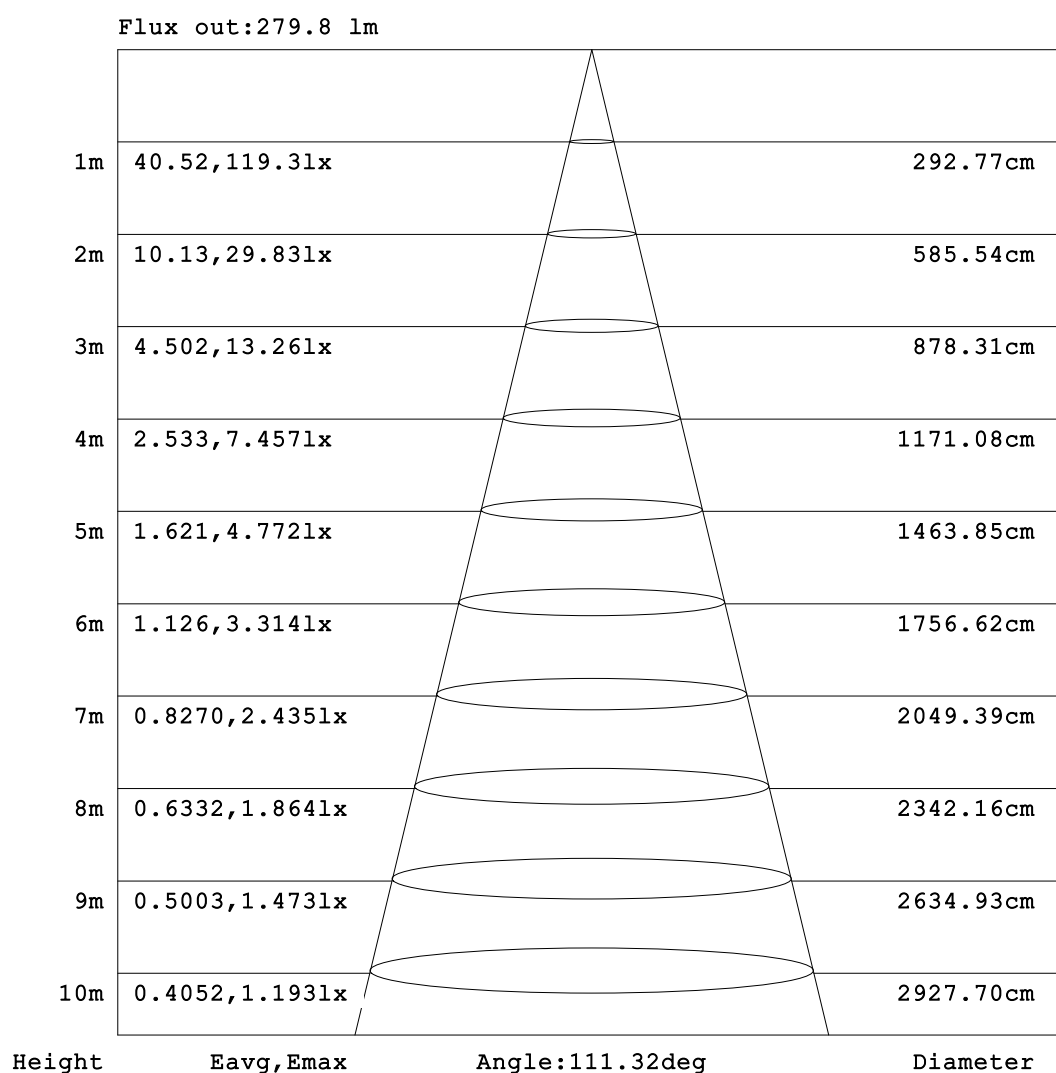 Flux out:279.8 lm
1m 40.52,119.3lx 292.77cm
2m 10.13,29.83lx 585.54cm
3m 4.502,13.26lx 878.31cm
4m 2.533,7.457lx 1171.08cm
5m 1.621,4.772lx 1463.85cm
6m 1.126,3.314lx 1756.62cm
7m 0.8270,2.435lx 2049.39cm
8m 0.6332,1.864lx 2342.16cm
9m 0.5003,1.473lx 2634.93cm
10m 0.4052,1.193lx 2927.70cm
Height Eavg,Emax Angle:111.32deg Diameter